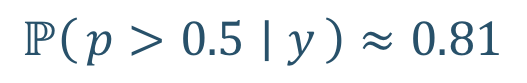 ℙ(p > 0.5 | y) ≈ 0.81